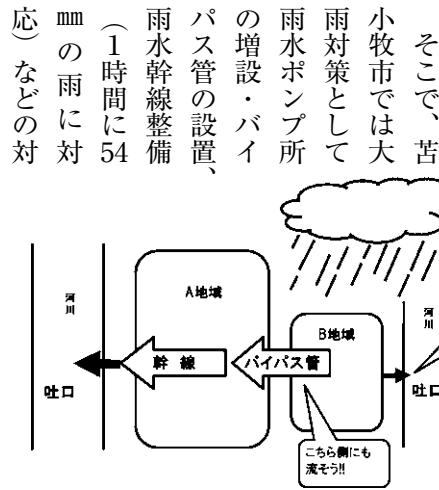 そこで、苫
小牧市では大
雨対策として
雨水ポンプ所
の増設・バイ
パス管の設置、
雨水幹線整備
（１時間に54
㎜の雨に対
応）などの対
河川
吐口
A地域
幹 線
バイパス管
B地域
河川
吐口
こちら側にも
流そう!!